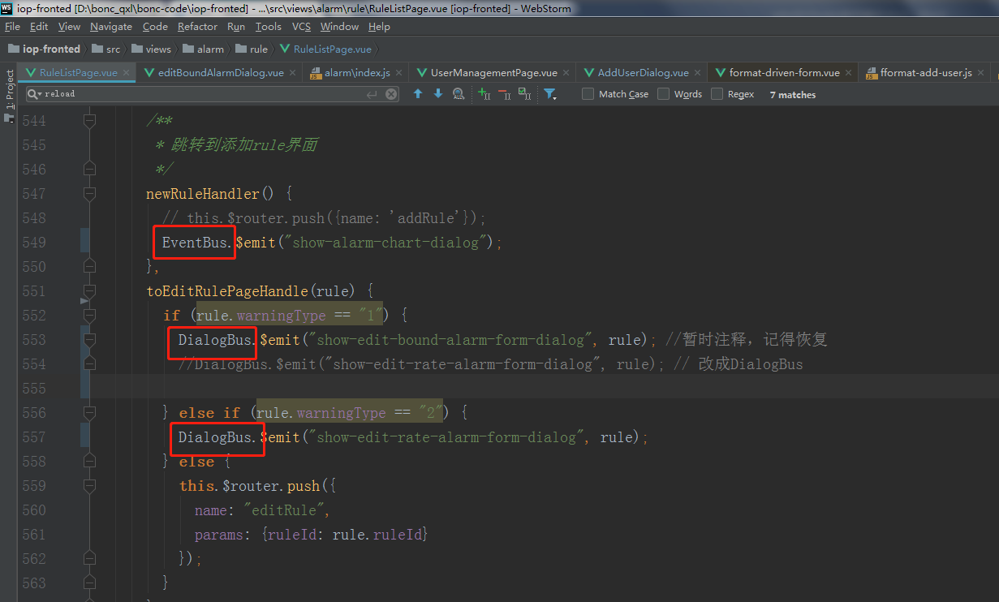 iop-fronted [D:\bonc_qxl\bonc-code\iop-fronted] - ...\src\views\alarm\rule\RuleListPage.vue [iop-fronted] - WebStorm
File Edit View Navigate Code Refactor Run Tools VCS Window Help
iop-fronted src views alarm rule RuleListPage.vue
RuleListPage.vue editBoundAlarmDialog.vue alarm\index.js UserManagementPage.vue AddUserDialog.vue format-driven-form.vue fformat-add-user.js
1: Project
reload Match Case Words Regex 7 matches
544 /**
545 * 跳转到添加rule界面
546 */
547 newRuleHandler() {
548 // this.$router.push({name: 'addRule'});
549 EventBus.$emit("show-alarm-chart-dialog");
550 },
551 toEditRulePageHandle(rule) {
552 if (rule.warningType == "1") {
553 DialogBus.$emit("show-edit-bound-alarm-form-dialog", rule); //暂时注释，记得恢复
554 //DialogBus.$emit("show-edit-rate-alarm-form-dialog", rule); // 改成DialogBus
555
556 } else if (rule.warningType == "2") {
557 DialogBus.$emit("show-edit-rate-alarm-form-dialog", rule);
558 } else {
559 this.$router.push({
560 name: "editRule",
561 params: {ruleId: rule.ruleId}
562 });
563 }